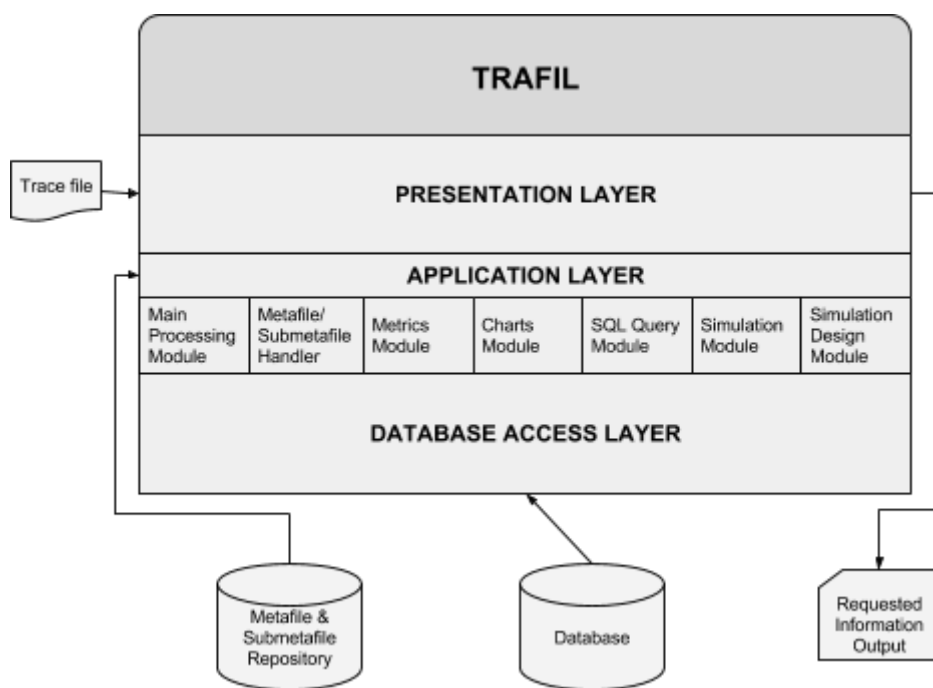 TRAFIL
Trace file
PRESENTATION LAYER
APPLICATION LAYER
Main
Processing
Module
Metafile/
Submetafile
Handler
Metrics
Module
Charts
Module
SQL Query
Module
Simulation
Module
Simulation
Design
Module
DATABASE ACCESS LAYER
Metafile &
Submetafile
Repository
Database
Requested
Information
Output